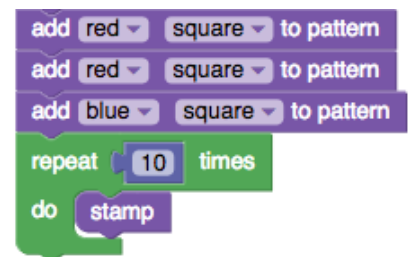 add red square to pattern
add red square to pattern
add blue square to pattern
repeat 10 times
do stamp